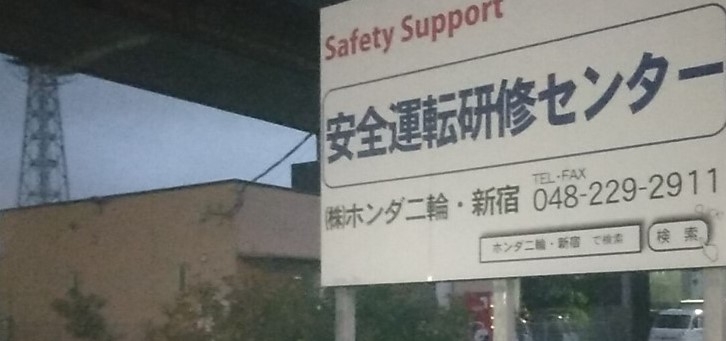 Safety Support
安全運転研修センター
㈱ホンダ二輪・新宿 TEL・FAX 048-229-2911
ホンダ二輪・新宿 で検索 検 索